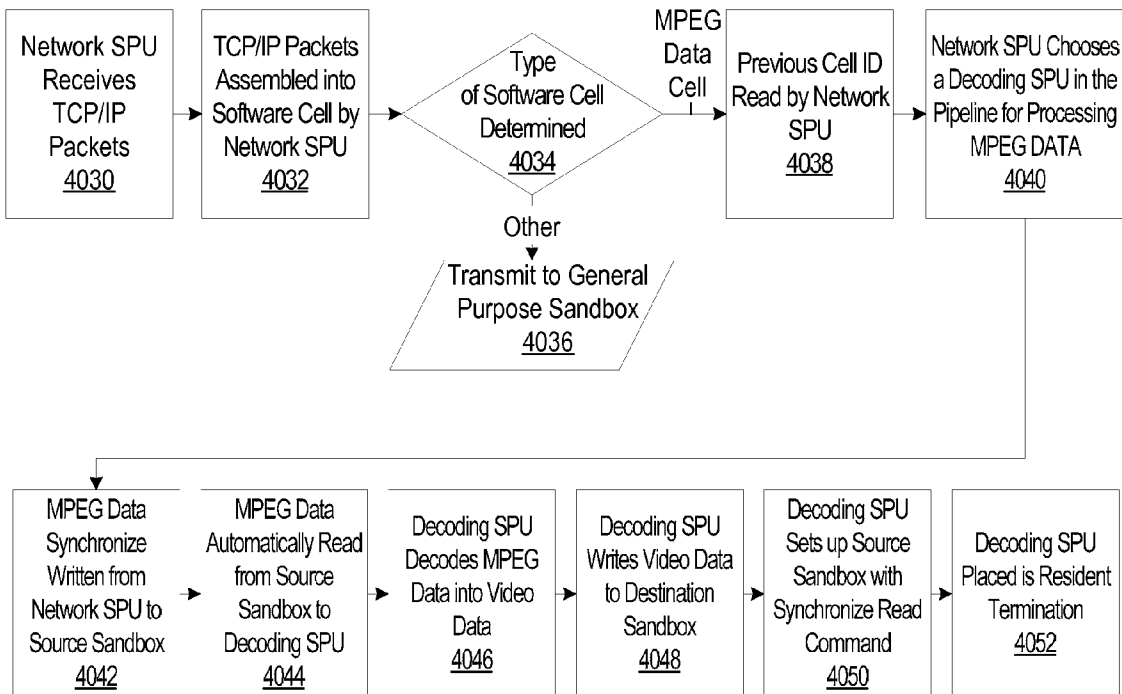 Network SPU
Receives
TCP/IP
Packets
4030
TCP/IP Packets
Assembled into
Software Cell by
Network SPU
4032
Type
of Software Cell
Determined
4034
MPEG
Data
Cell
Previous Cell ID
Read by Network
SPU
4038
Network SPU Chooses
a Decoding SPU in the
Pipeline for Processing
MPEG DATA
4040
Other
Transmit to General
Purpose Sandbox
4036
MPEG Data
Synchronize
Written from
Network SPU to
Source Sandbox
4042
MPEG Data
Automatically Read
from Source
Sandbox to
Decoding SPU
4044
Decoding SPU
Decodes MPEG
Data into Video
Data
4046
Decoding SPU
Writes Video Data
to Destination
Sandbox
4048
Decoding SPU
Sets up Source
Sandbox with
Synchronize Read
Command
4050
Decoding SPU
Placed is Resident
Termination
4052